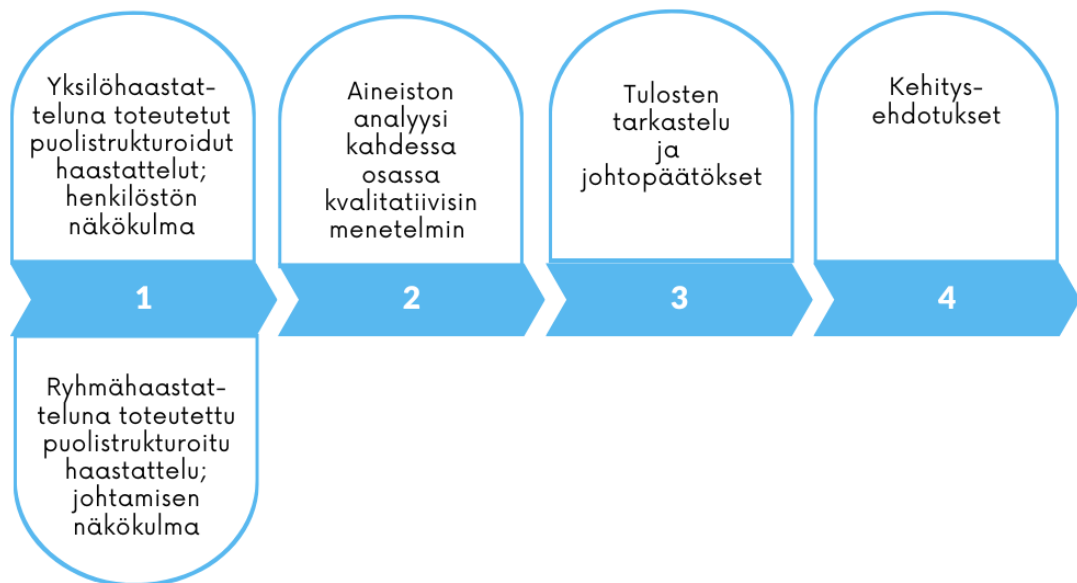 Yksilöhaastat-
teluna toteutetut
puolistrukturoidut
haastattelut;
henkilöstön
näkökulma
Aineiston
analyysi
kahdessa
osassa
kvalitatiivisin
menetelmin
Tulosten
tarkastelu
ja
johtopäätökset
Kehitys-
ehdotukset
1
2
3
4
Ryhmähaastat-
teluna toteutettu
puolistrukturoitu
haastattelu;
johtamisen
näkökulma